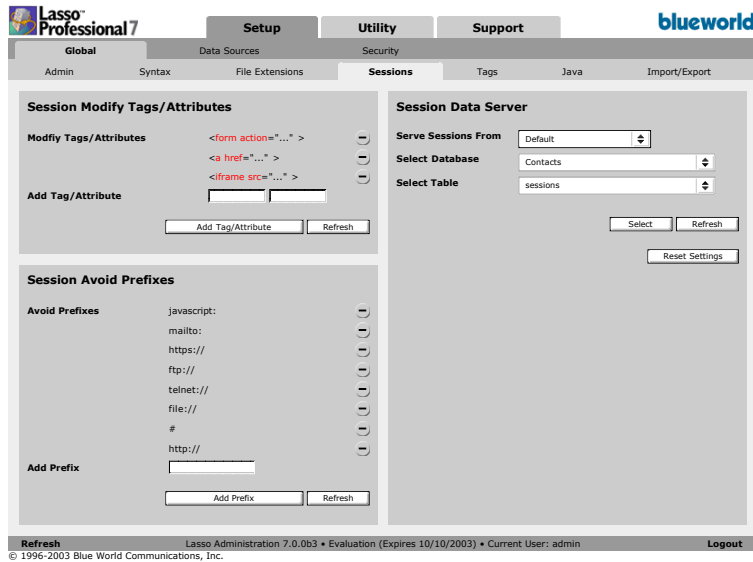 Lasso™
Professional 7
Setup Utility Support
blueworld
Global Data Sources Security
Admin Syntax File Extensions Sessions Tags Java Import/Export
Session Modify Tags/Attributes
Modfiy Tags/Attributes <form action="..." >
<a href="..." >
<iframe src="..." >
Add Tag/Attribute
Add Tag/Attribute Refresh
Session Avoid Prefixes
Avoid Prefixes javascript:
mailto:
https://
ftp://
telnet://
file://
#
http://
Add Prefix
Add Prefix Refresh
Session Data Server
Serve Sessions From Default
Select Database Contacts
Select Table sessions
Select Refresh
Reset Settings
Refresh Lasso Administration 7.0.0b3 • Evaluation (Expires 10/10/2003) • Current User: admin Logout
© 1996-2003 Blue World Communications, Inc.